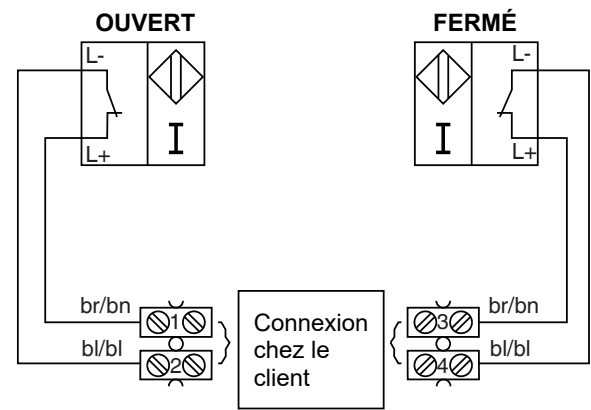 OUVERT
FERMÉ
L-
L-
I
I
L+
L+
br/bn
1
bl/bl
2
Connexion
chez le
client
3
br/bn
4
bl/bl